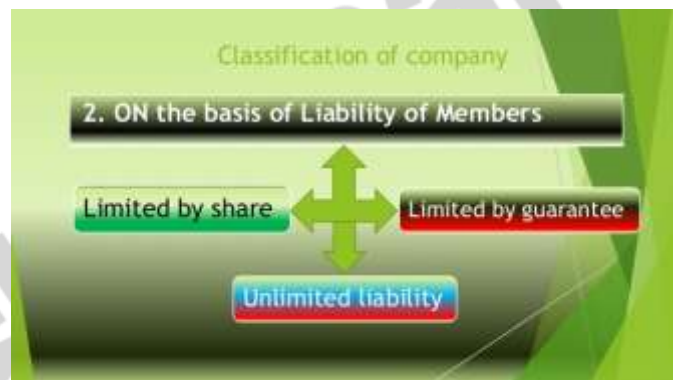 Classification of company
2. ON the basis of Liability of Members
Limited by share
Limited by guarantee
Unlimited liability